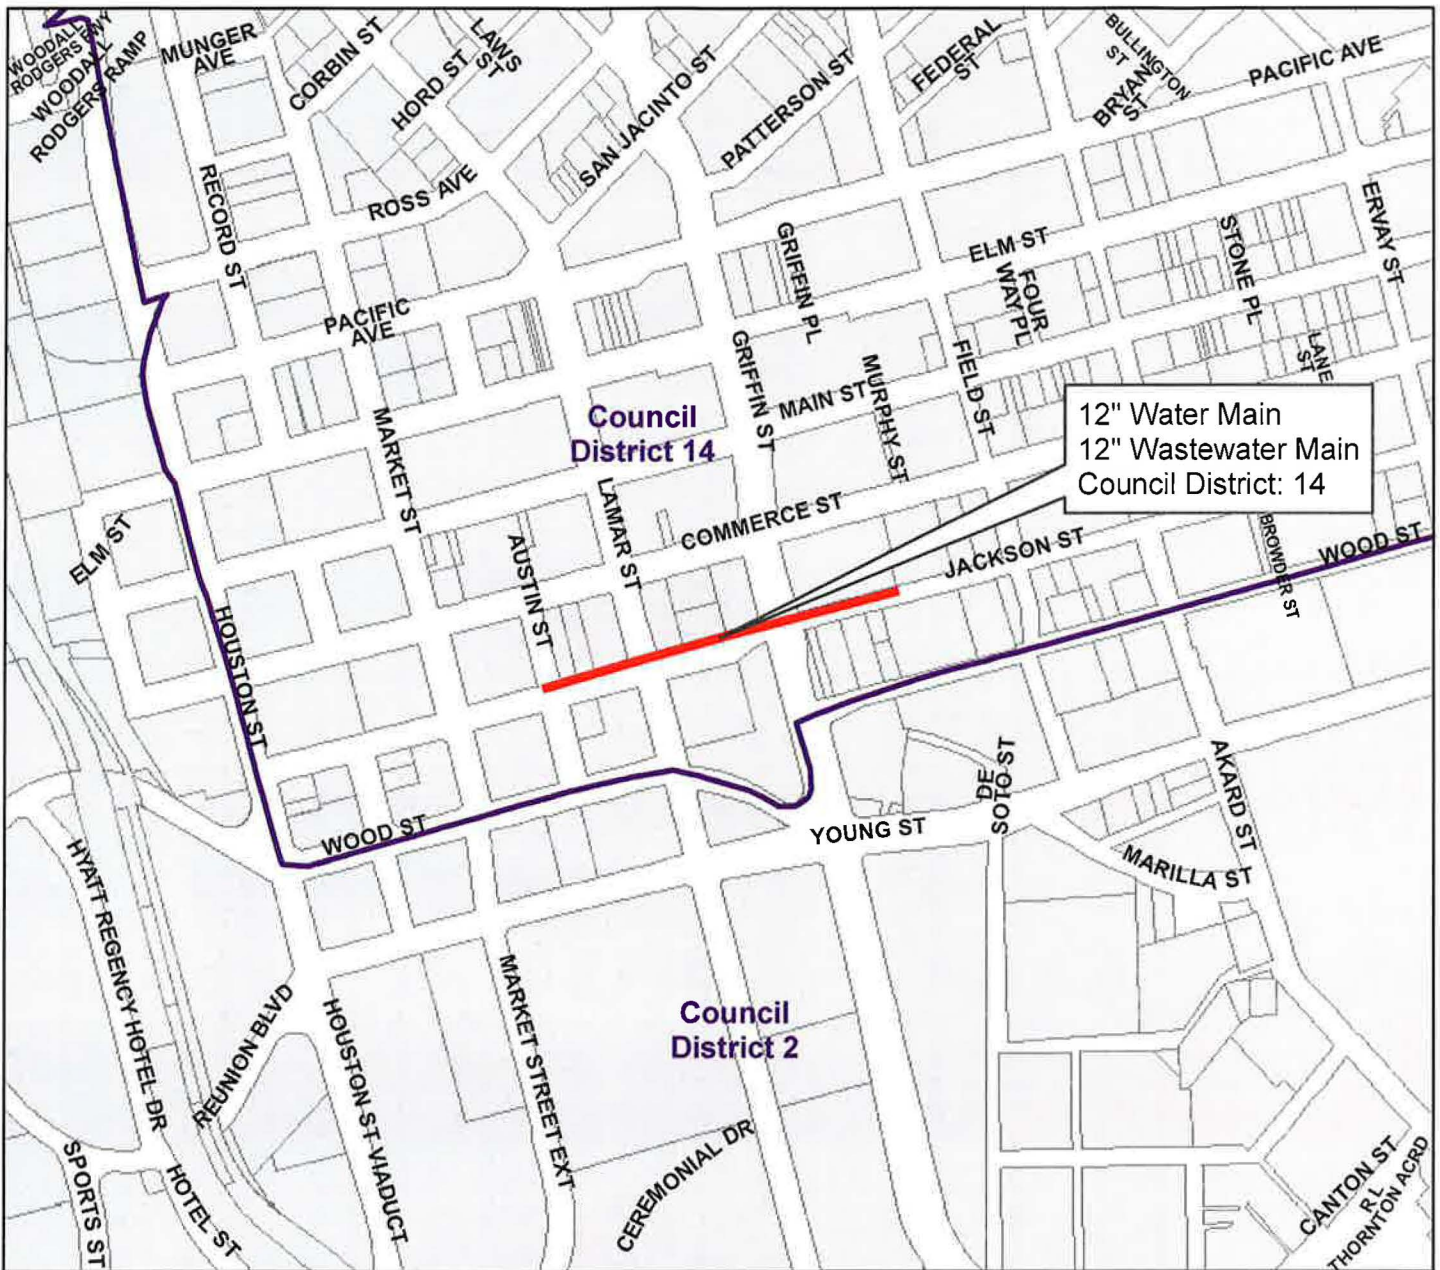 WOODALL
RODGERS FWY
WOODALL
RODGERS RAMP
MUNGER
AVE
CORBIN ST
LAWS
ST
HORD ST
SAN JACINTO ST
PATTERSON ST
FEDERAL
ST
BULLINGTON
ST
BRYAN
ST
PACIFIC AVE
RECORD ST
ROSS AVE
GRIFFIN PL
ELM ST
FOUR
WAY PL
STONE PL
ERVAY ST
PACIFIC
AVE
GRIFFIN ST
MAIN ST
MURPHY ST
FIELD ST
LANE
ST
Council
District 14
12" Water Main
12" Wastewater Main
Council District: 14
MARKET ST
LAMAR ST
COMMERCE ST
JACKSON ST
BROWDER ST
WOOD ST
ELM ST
AUSTIN ST
HOUSTON ST
WOOD ST
YOUNG ST
DE
SOTO ST
AKARD ST
MARILLA ST
HYATT REGENCY HOTEL DR
REUNION BLVD
HOUSTON ST VIADUCT
MARKET STREET EXT
Council
District 2
CEREMONIAL DR
SPORTS ST
HOTEL ST
CANTON ST
R L
THORNTON ACRD